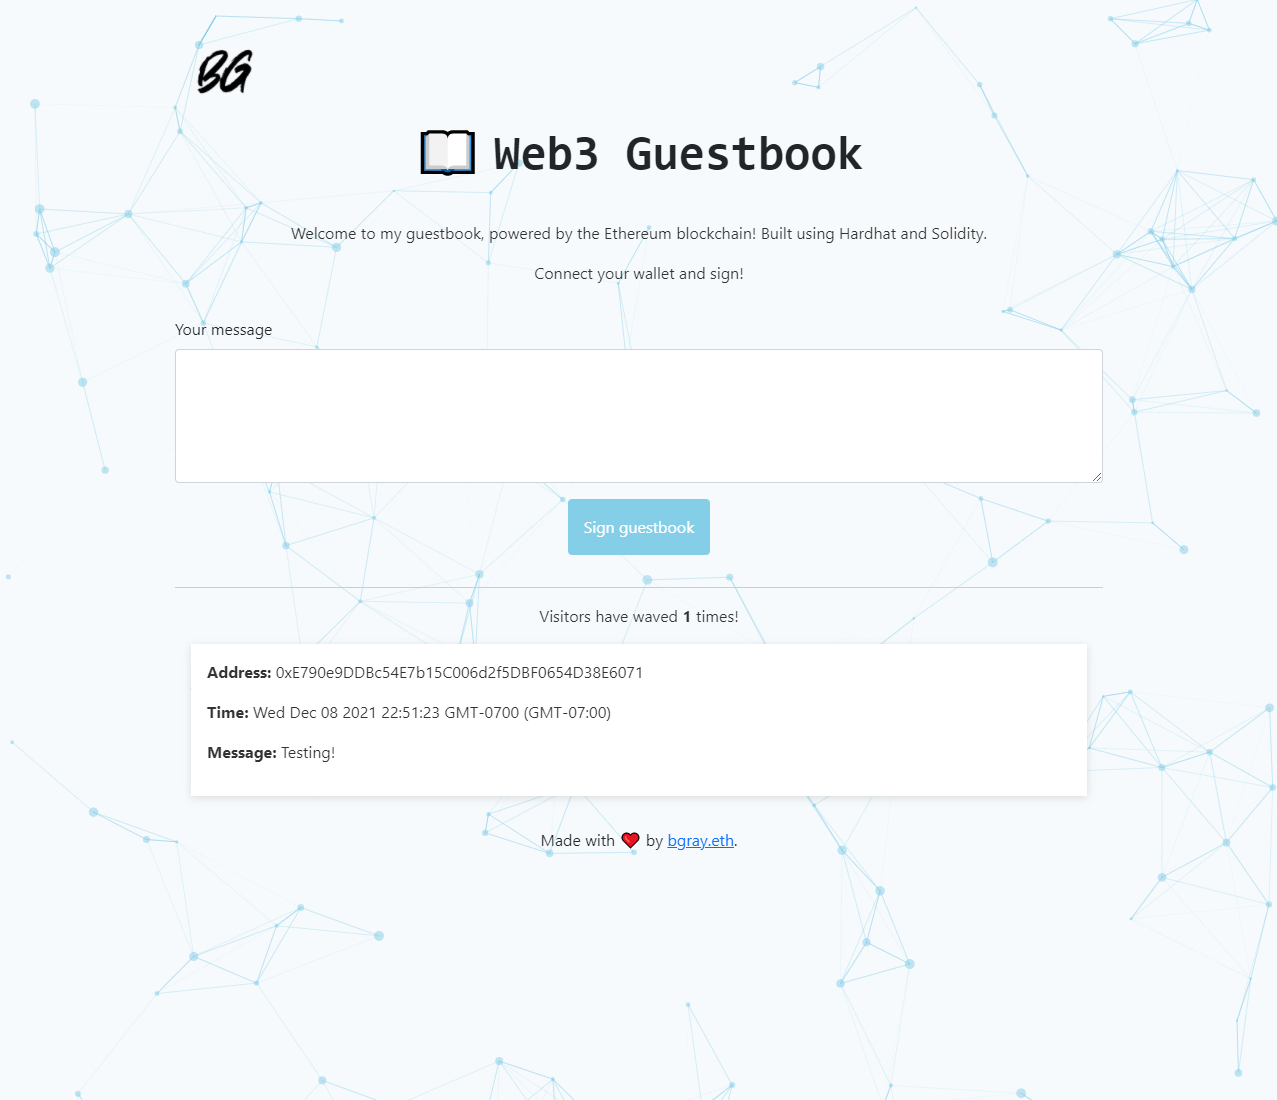 BG
Web3 Guestbook
Welcome to my guestbook, powered by the Ethereum blockchain! Built using Hardhat and Solidity.
Connect your wallet and sign!
Your message
Sign guestbook
Visitors have waved 1 times!
Address: 0xE790e9DDBc54E7b15C006d2f5DBF0654D38E6071
Time: Wed Dec 08 2021 22:51:23 GMT-0700 (GMT-07:00)
Message: Testing!
Made with ❤️ by bgray.eth.